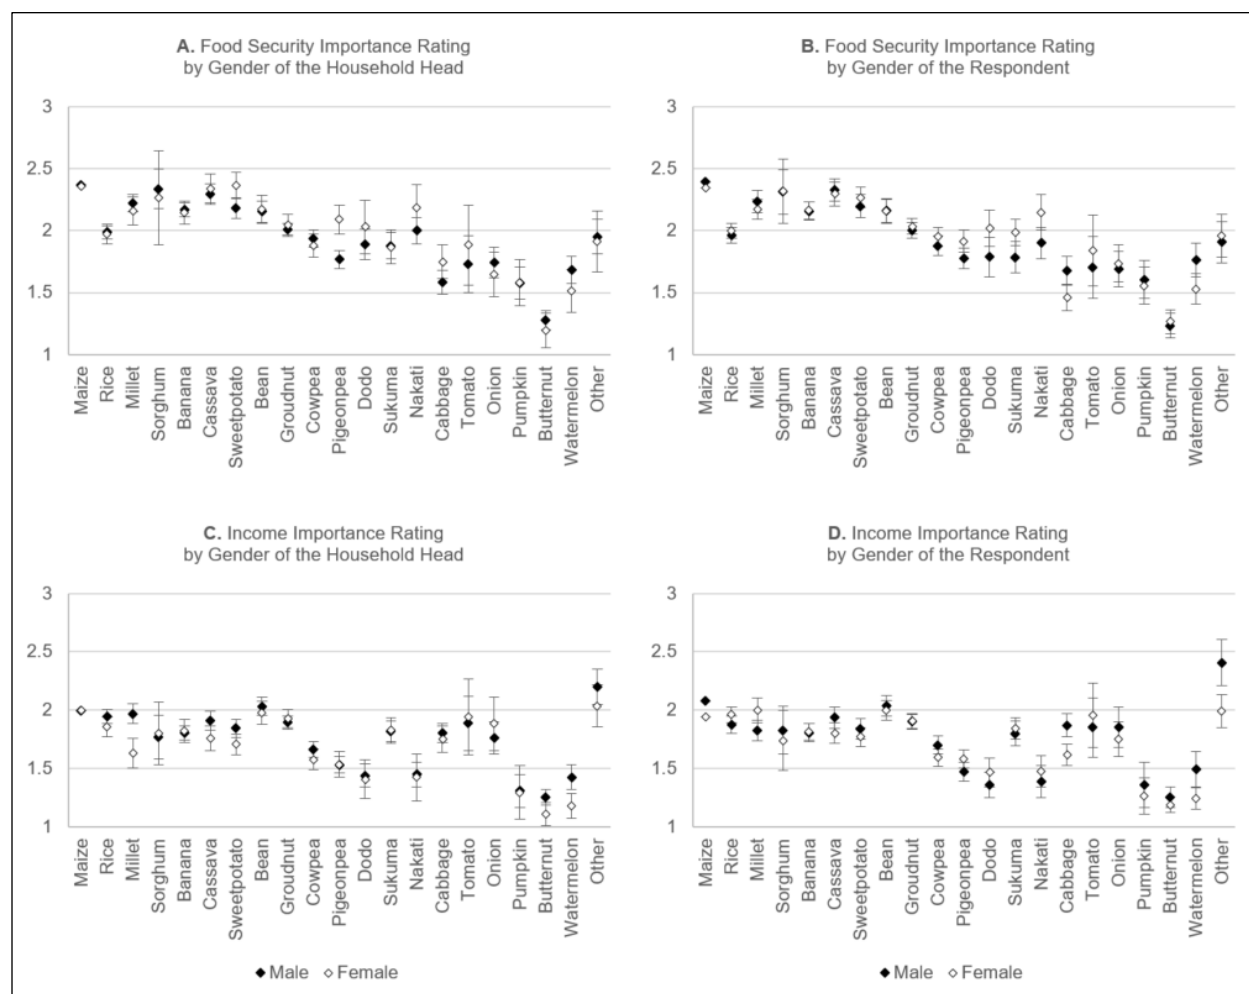 A. Food Security Importance Rating
by Gender of the Household Head
3
2.5
2
1.5
1
Maize
Rice
Millet
Sorghum
Banana
Cassava
Sweetpotato
Bean
Groudnut
Cowpea
Pigeonpea
Dodo
Sukuma
Nakati
Cabbage
Tomato
Onion
Pumpkin
Butternut
Watermelon
Other
B. Food Security Importance Rating
by Gender of the Respondent
3
2.5
2
1.5
1
Maize
Rice
Millet
Sorghum
Banana
Cassava
Sweetpotato
Bean
Groudnut
Cowpea
Pigeonpea
Dodo
Sukuma
Nakati
Cabbage
Tomato
Onion
Pumpkin
Butternut
Watermelon
Other
C. Income Importance Rating
by Gender of the Household Head
3
2.5
2
1.5
1
Maize
Rice
Millet
Sorghum
Banana
Cassava
Sweetpotato
Bean
Groudnut
Cowpea
Pigeonpea
Dodo
Sukuma
Nakati
Cabbage
Tomato
Onion
Pumpkin
Butternut
Watermelon
Other
Male Female
D. Income Importance Rating
by Gender of the Respondent
3
2.5
2
1.5
1
Maize
Rice
Millet
Sorghum
Banana
Cassava
Sweetpotato
Bean
Groudnut
Cowpea
Pigeonpea
Dodo
Sukuma
Nakati
Cabbage
Tomato
Onion
Pumpkin
Butternut
Watermelon
Other
Male Female